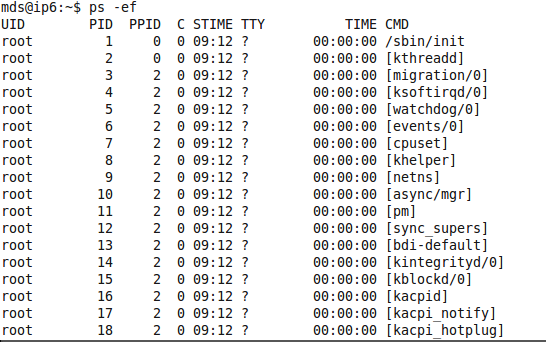 mds@ip6:~$ ps -ef
UID        PID  PPID  C STIME TTY          TIME CMD
root         1     0  0 09:12 ?        00:00:00 /sbin/init
root         2     0  0 09:12 ?        00:00:00 [kthreadd]
root         3     2  0 09:12 ?        00:00:00 [migration/0]
root         4     2  0 09:12 ?        00:00:00 [ksoftirqd/0]
root         5     2  0 09:12 ?        00:00:00 [watchdog/0]
root         6     2  0 09:12 ?        00:00:00 [events/0]
root         7     2  0 09:12 ?        00:00:00 [cpuset]
root         8     2  0 09:12 ?        00:00:00 [khelper]
root         9     2  0 09:12 ?        00:00:00 [netns]
root        10     2  0 09:12 ?        00:00:00 [async/mgr]
root        11     2  0 09:12 ?        00:00:00 [pm]
root        12     2  0 09:12 ?        00:00:00 [sync_supers]
root        13     2  0 09:12 ?        00:00:00 [bdi-default]
root        14     2  0 09:12 ?        00:00:00 [kintegrityd/0]
root        15     2  0 09:12 ?        00:00:00 [kblockd/0]
root        16     2  0 09:12 ?        00:00:00 [kacpid]
root        17     2  0 09:12 ?        00:00:00 [kacpi_notify]
root        18     2  0 09:12 ?        00:00:00 [kacpi_hotplug]